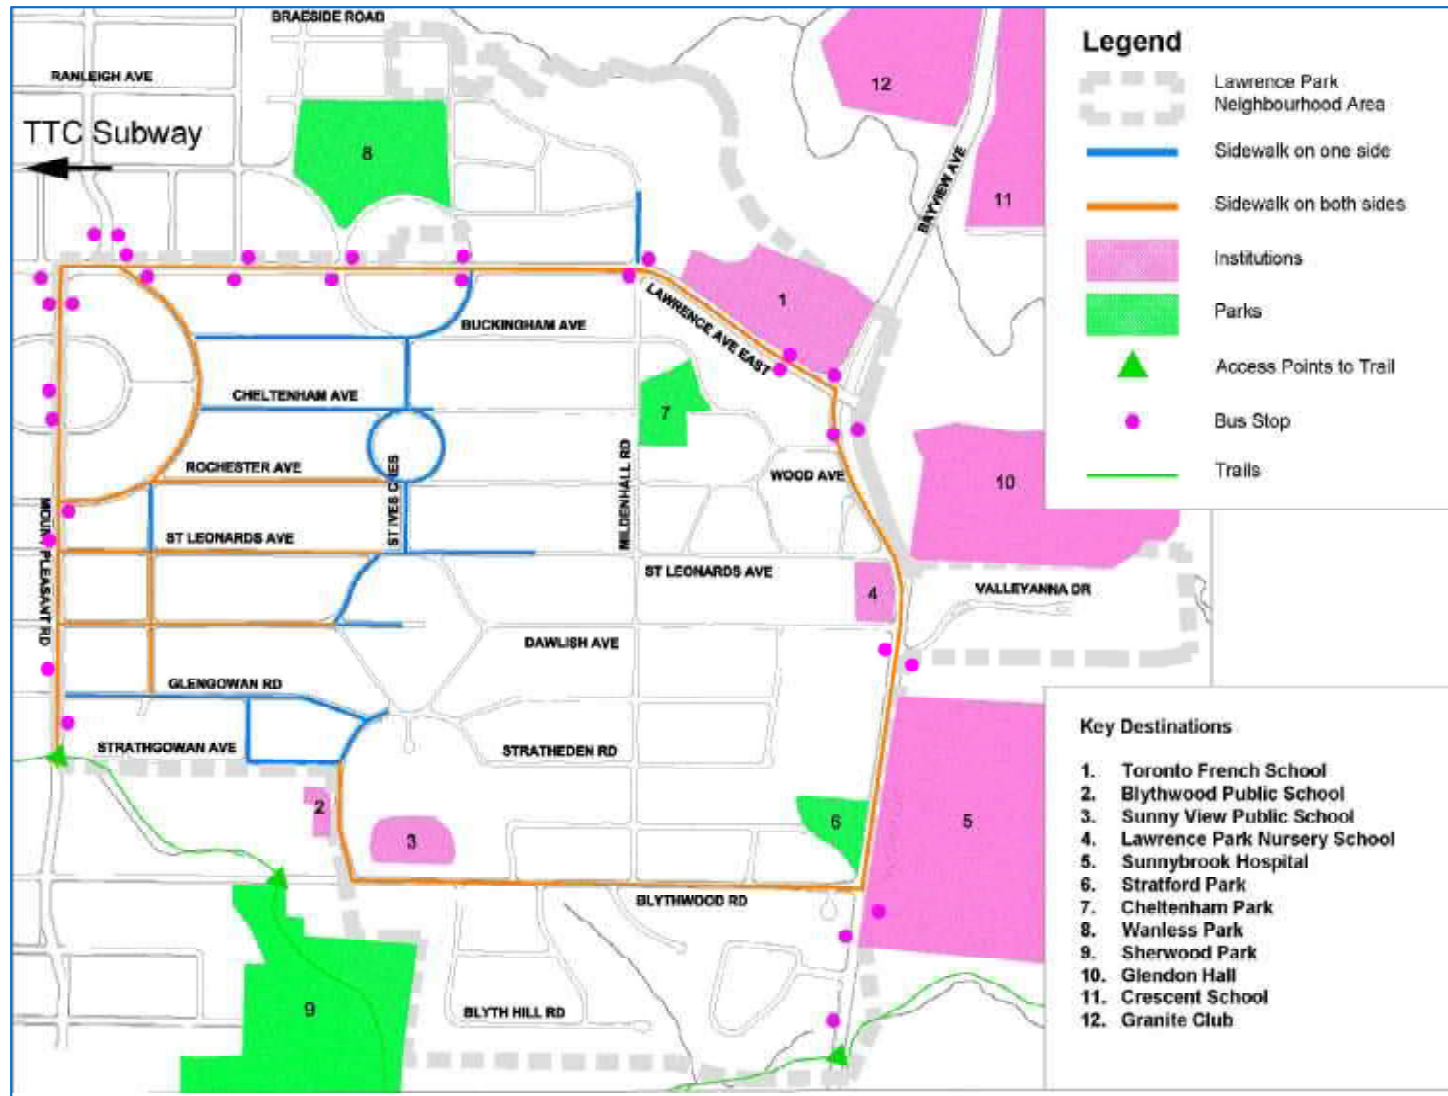 BRAESIDE ROAD
RANLEIGH AVE
TTC Subway
12
8
11
BAYVIEW AVE
1
LAWRENCE AVE EAST
BUCKINGHAM AVE
CHELTENHAM AVE
7
ROCHESTER AVE
ST IVES CRES
MILDENHALL RD
WOOD AVE
10
MOUNT PLEASANT RD
ST LEONARDS AVE
ST LEONARDS AVE
4
VALLEYANNA DR
DAWLISH AVE
GLENGOWAN RD
STRATHGOWAN AVE
STRATHEDEN RD
2
3
6
5
BLYTHWOOD RD
9
BLYTH HILL RD
Legend
Lawrence Park
Neighbourhood Area
Sidewalk on one side
Sidewalk on both sides
Institutions
Parks
Access Points to Trail
Bus Stop
Trails
Key Destinations
1. Toronto French School
2. Blythwood Public School
3. Sunny View Public School
4. Lawrence Park Nursery School
5. Sunnybrook Hospital
6. Stratford Park
7. Cheltenham Park
8. Wanless Park
9. Sherwood Park
10. Glendon Hall
11. Crescent School
12. Granite Club